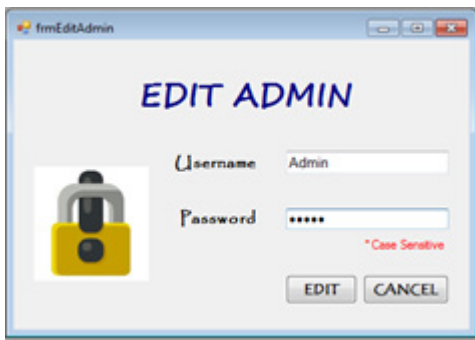 frmEditAdmin
EDIT ADMIN
Username Admin
Password •••••
*Case Sensitive
EDIT CANCEL